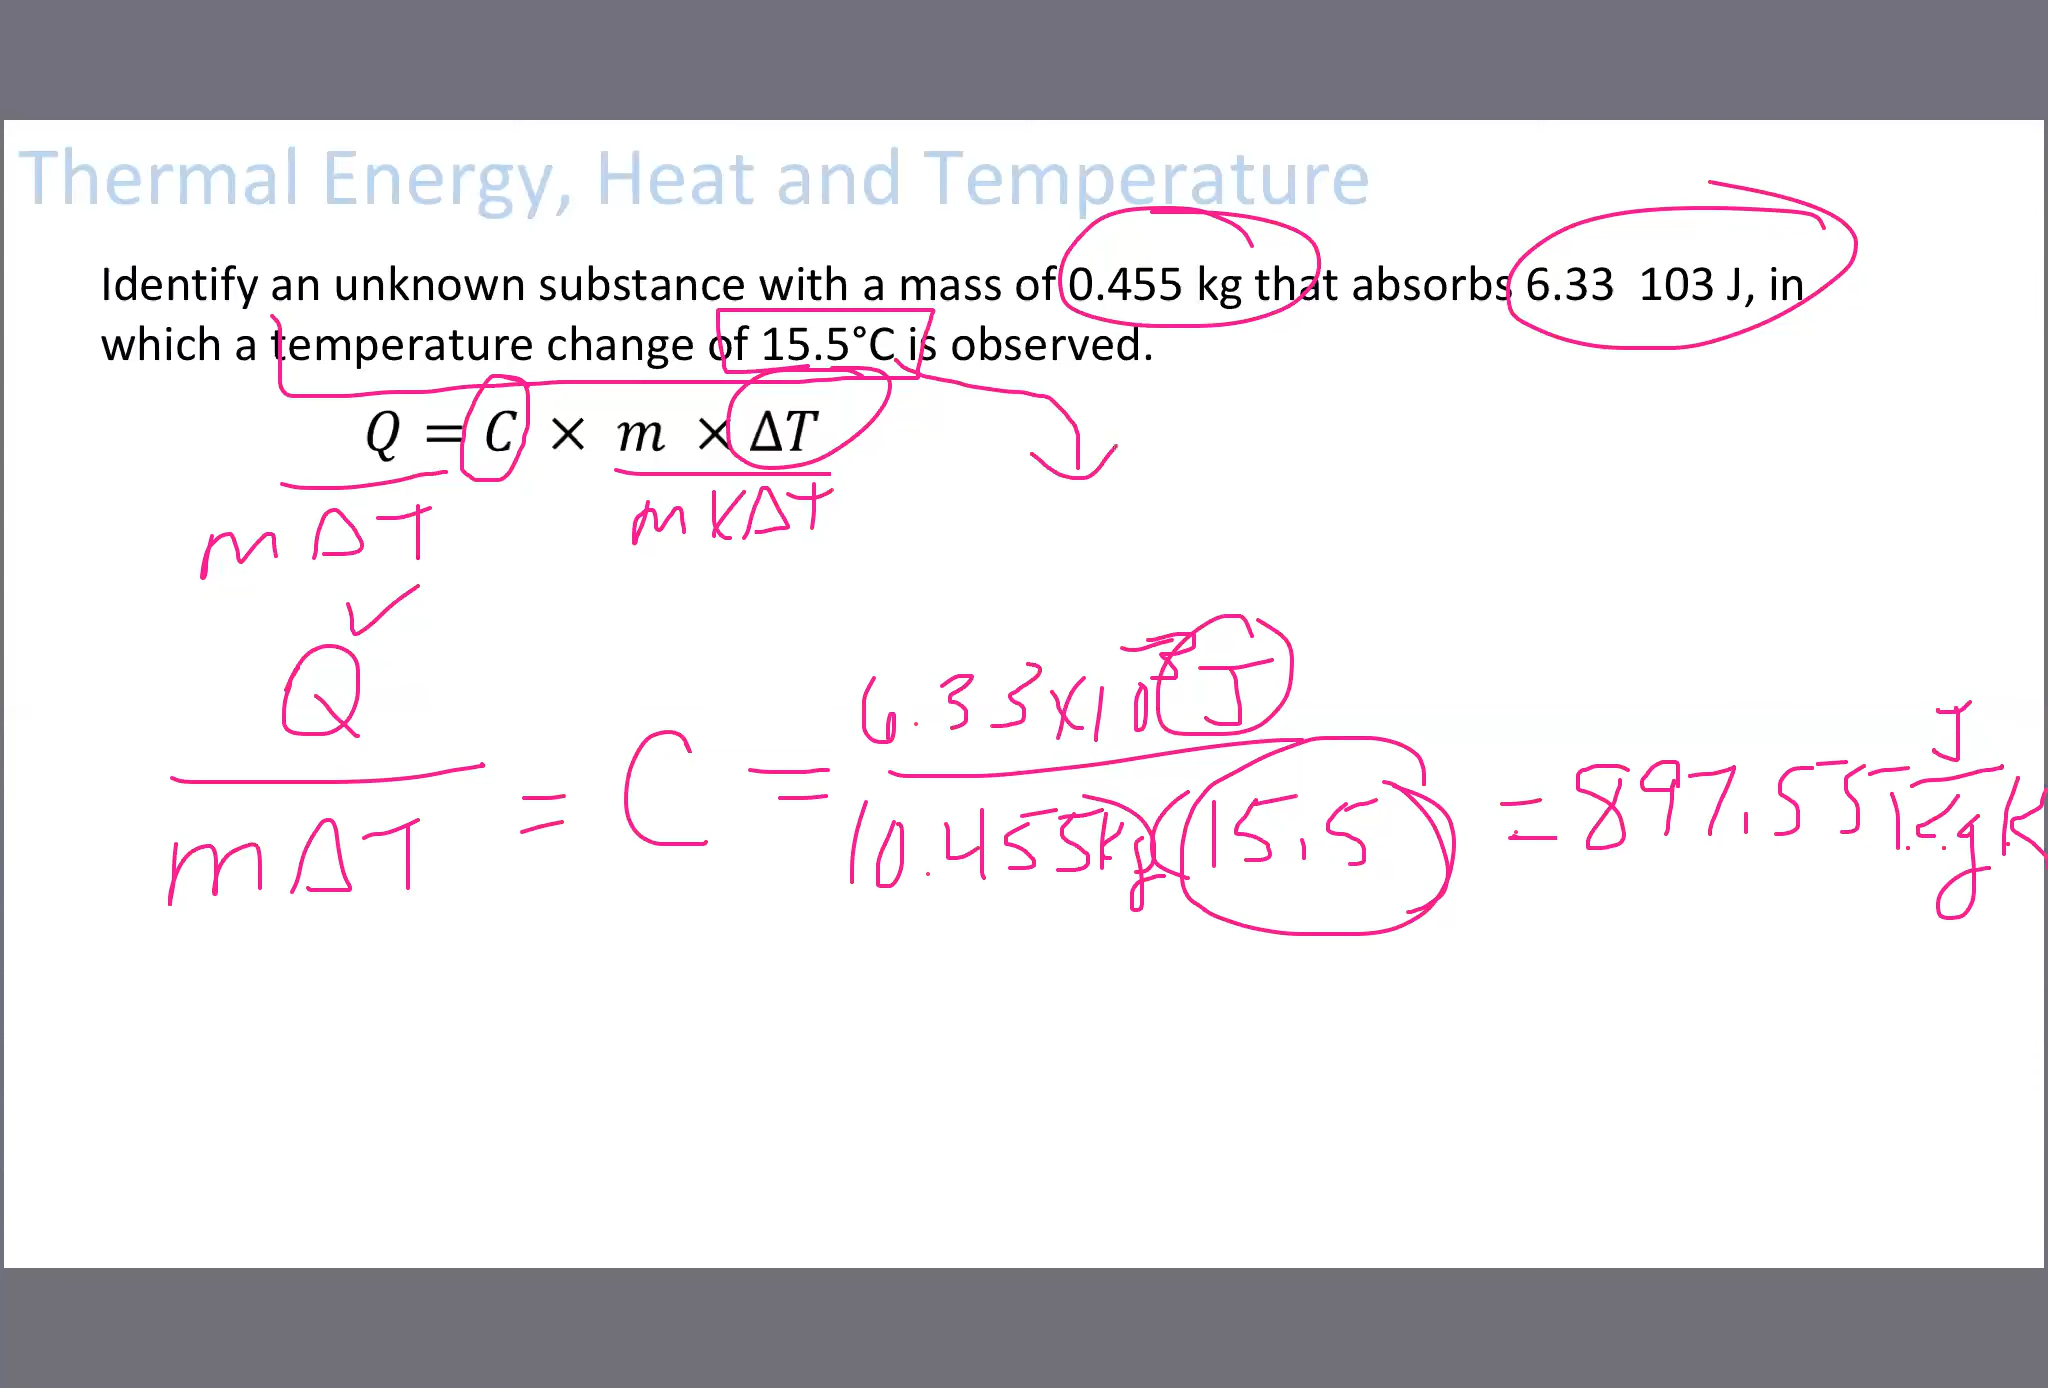 Thermal Energy, Heat and Temperature
Identify an unknown substance with a mass of 0.455 kg that absorbs 6.33 103 J, in
which a temperature change of 15.5°C is observed.
Q = C × m × ΔT
mΔT mKΔT
Q
mΔT
= C =
6.33x10 J
0.455kg(15.5)
= 897.55 J
kgK